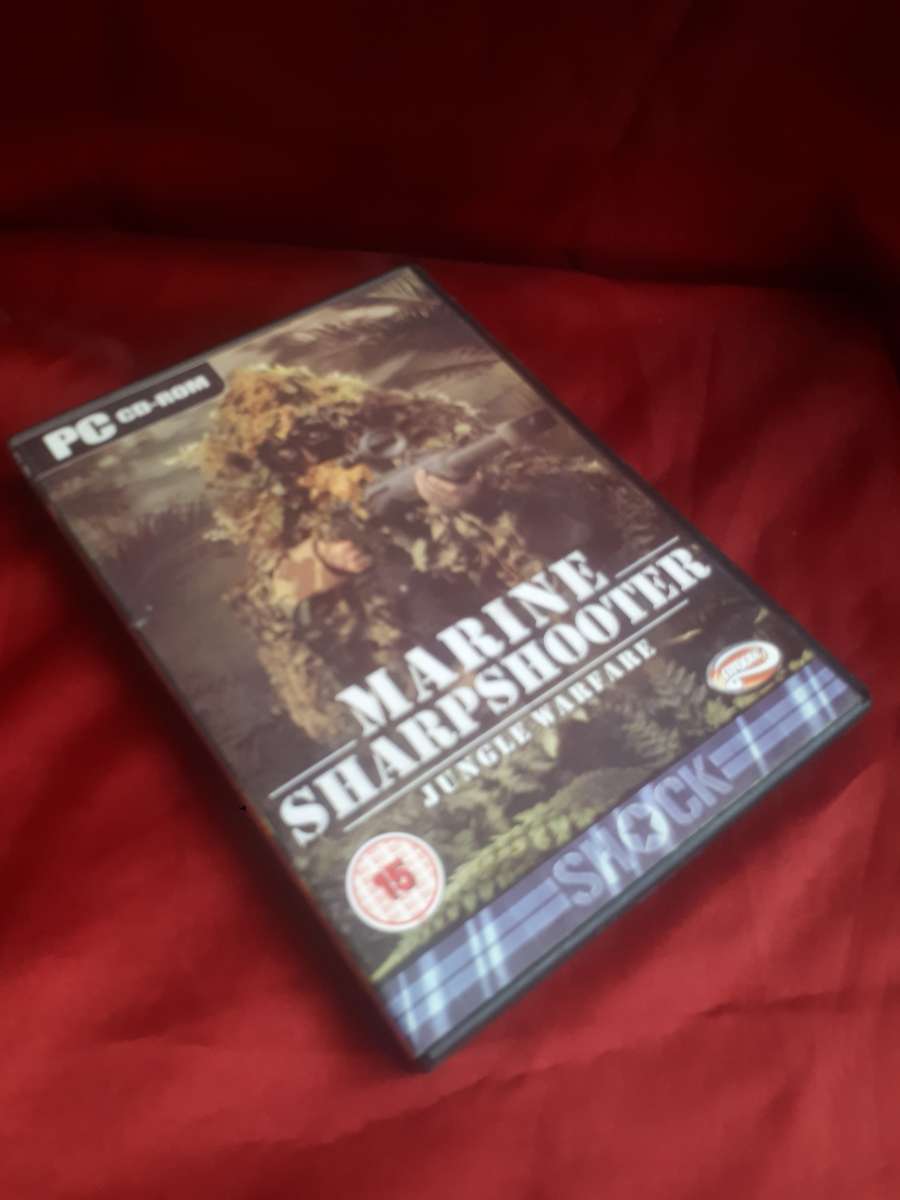 PC CD-ROM
MARINE
SHARPSHOOTER
JUNGLE WARFARE
15
SHOCK